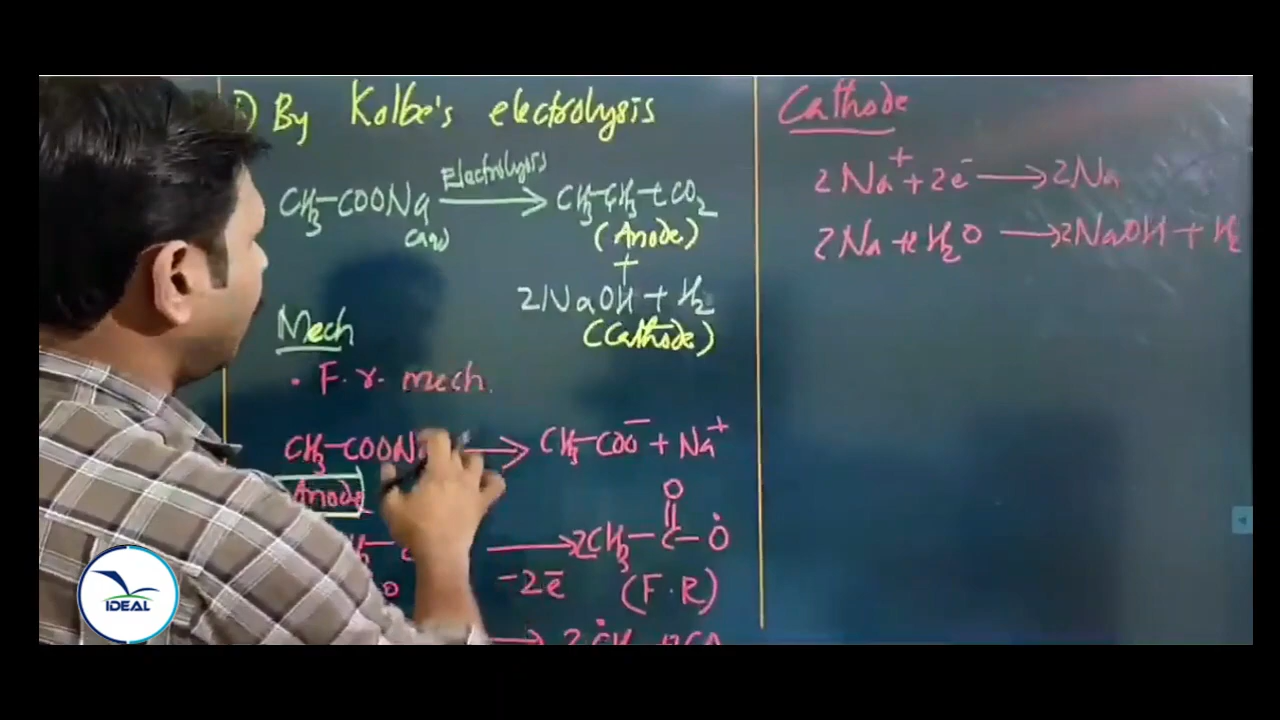 By Kolbe's electrolysis
CH₃-COONa Electrolysis → CH₃-CH₃ + CO₂
(aq) (Anode)
+
2NaOH + H₂
(Cathode)
Mech
• F.r. mech.
CH₃-COONa → CH₃-COO⁻ + Na⁺
Anode
O
||
→ 2CH₃-C-Ȯ
-2e⁻ (F.R)
Cathode
2Na⁺ + 2e⁻ → 2Na
2Na + 2H₂O → 2NaOH + H₂
IDEAL